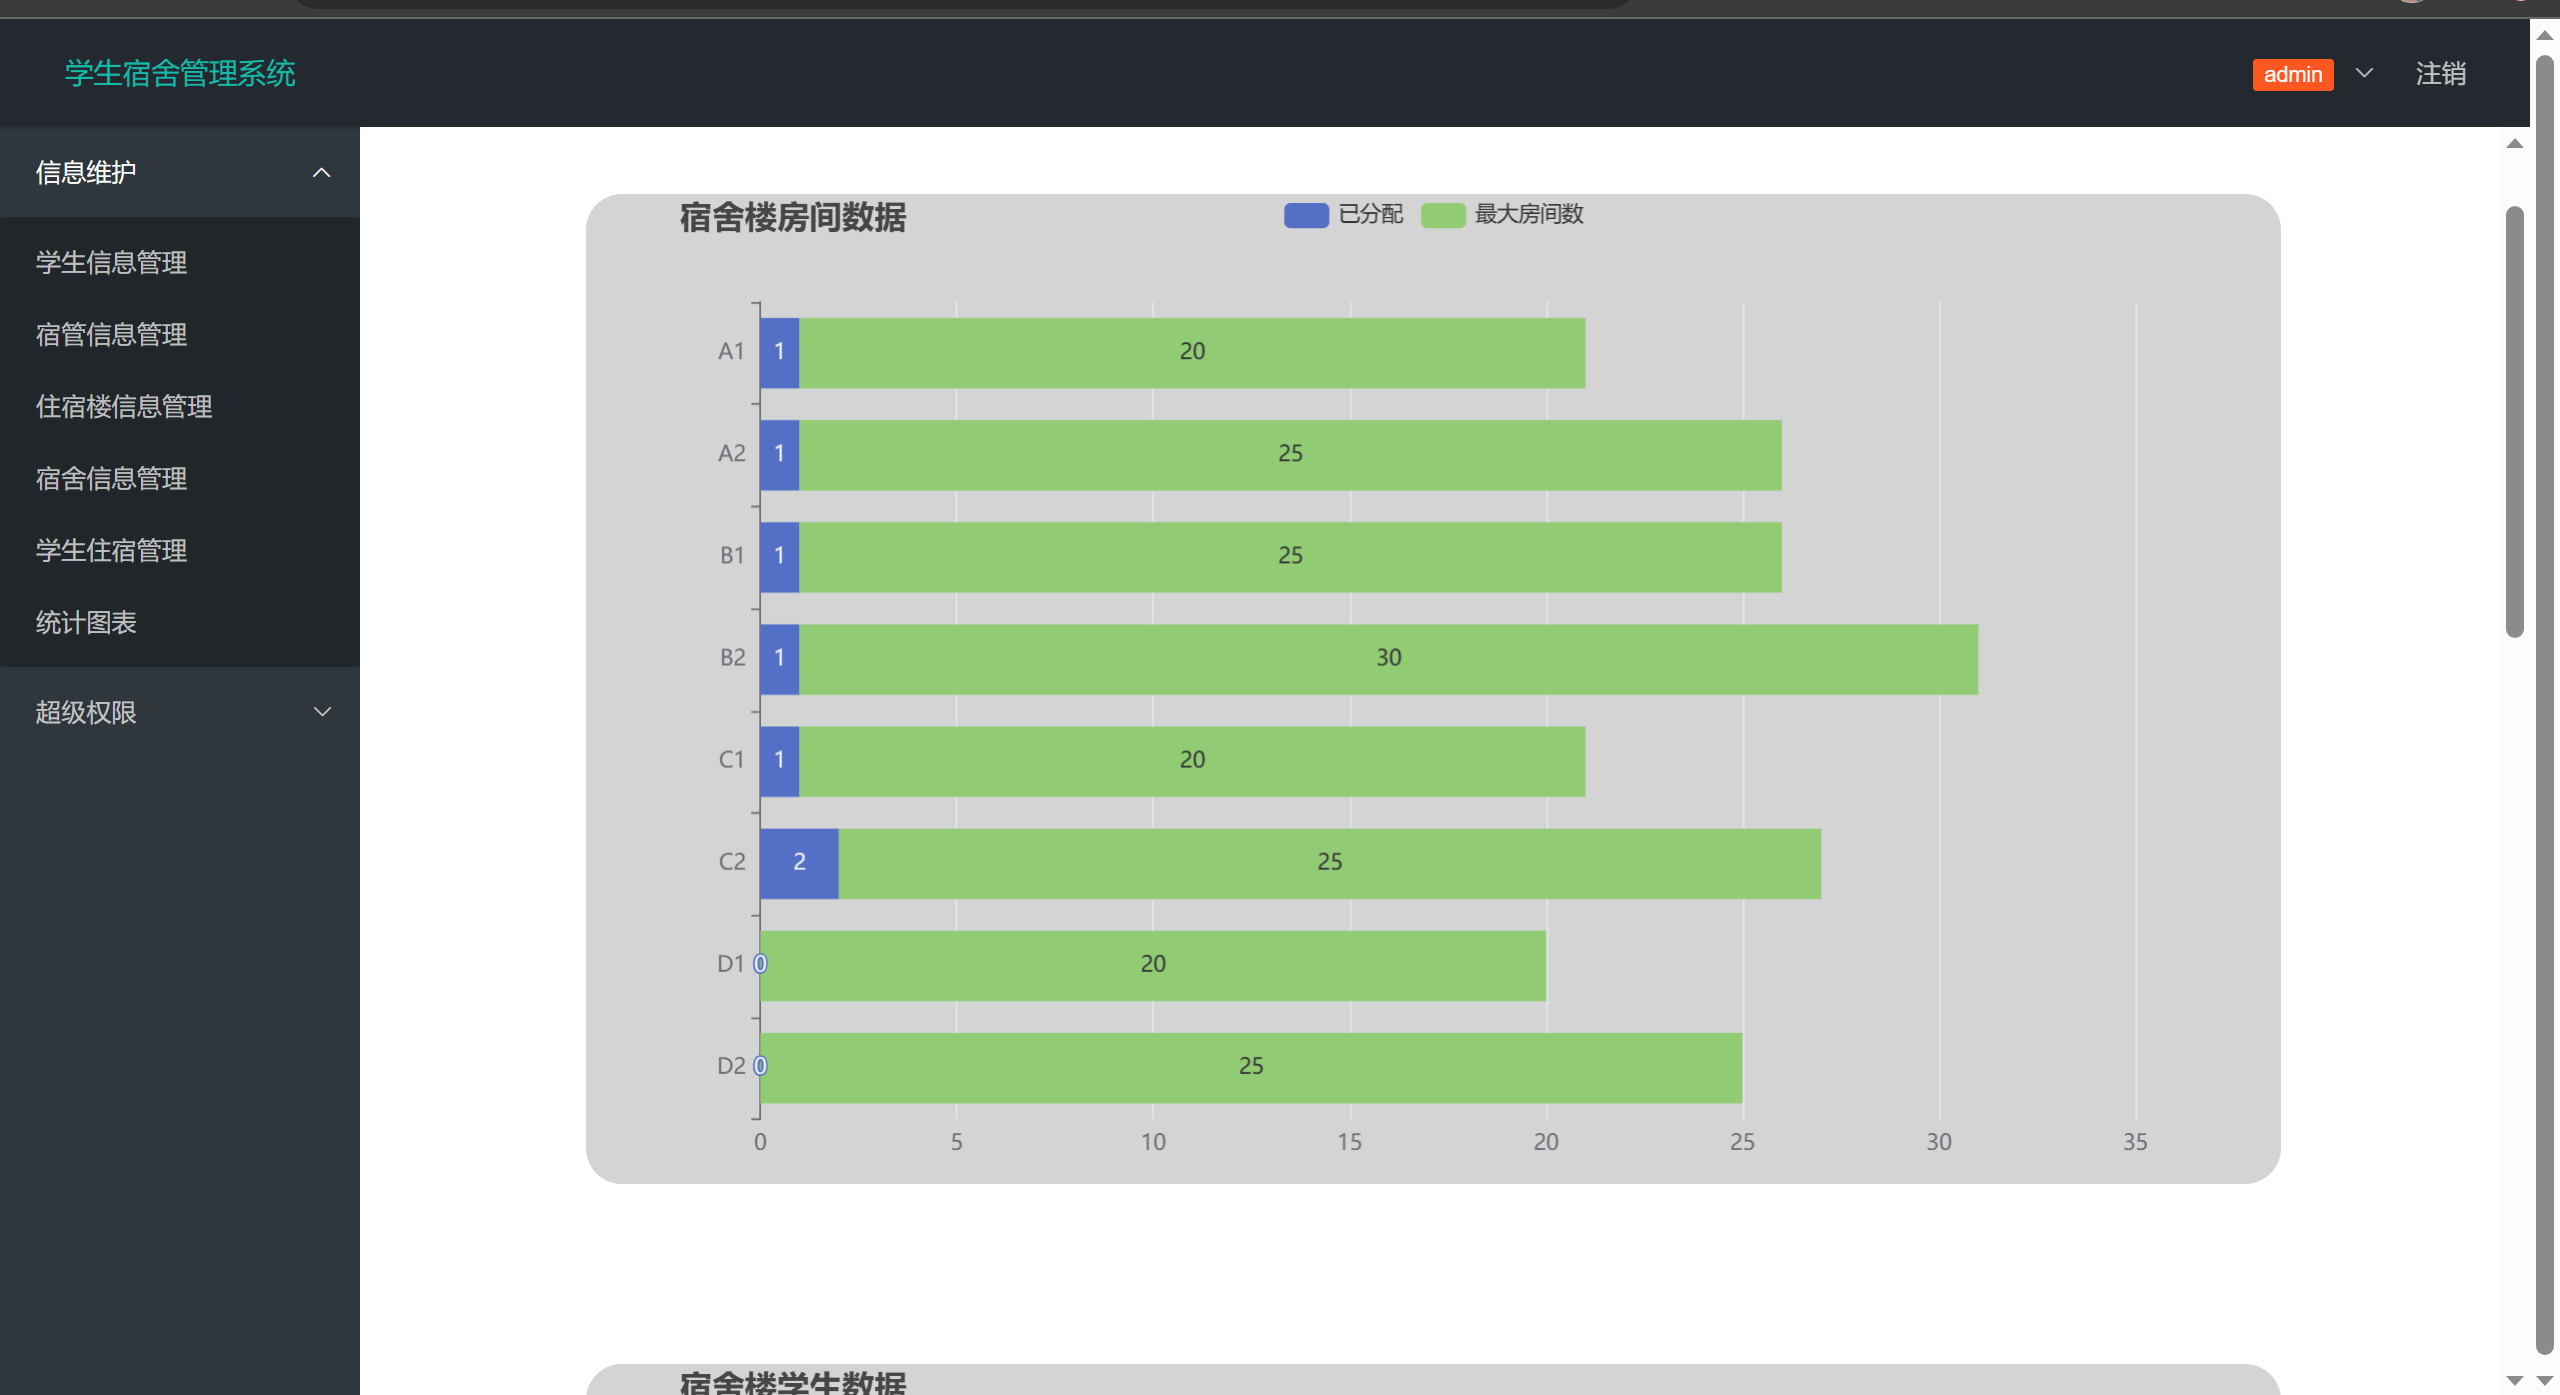 学生宿舍管理系统
admin
注销
信息维护
学生信息管理
宿管信息管理
住宿楼信息管理
宿舍信息管理
学生住宿管理
统计图表
超级权限
宿舍楼房间数据
已分配 最大房间数
A1 1 20
A2 1 25
B1 1 25
B2 1 30
C1 1 20
C2 2 25
D1 0 20
D2 0 25
0 5 10 15 20 25 30 35
宿舍楼学生数据